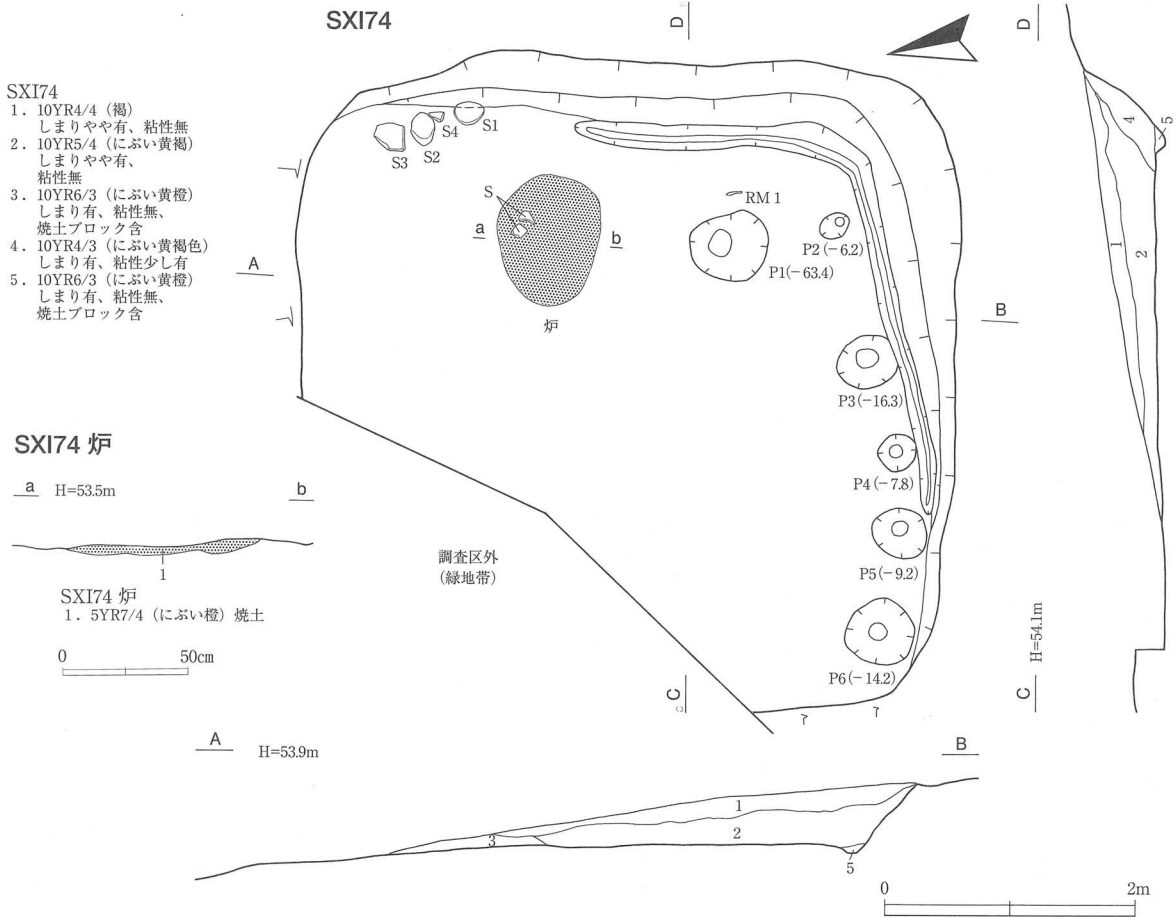 SXI74
SXI74
1. 10YR4/4（褐）
しまりやや有、粘性無
2. 10YR5/4（にぶい黄褐）
しまりやや有、
粘性無
3. 10YR6/3（にぶい黄橙）
しまり有、粘性無、
焼土ブロック含
4. 10YR4/3（にぶい黄褐色）
しまり有、粘性少し有
5. 10YR6/3（にぶい黄橙）
しまり有、粘性無、
焼土ブロック含
D
S1
S4
S2
S3
S
a
b
炉
RM 1
P1(−63.4)
P2(−6.2)
A
B
P3(−16.3)
P4(−7.8)
P5(−9.2)
P6(−14.2)
C
c
調査区外
（緑地帯）
D
4
5
1
2
H=54.1m
C
SXI74 炉
a H=53.5m b
1
SXI74 炉
1. 5YR7/4（にぶい橙）焼土
0 50cm
A H=53.9m B
1
2
3
5
0 2m